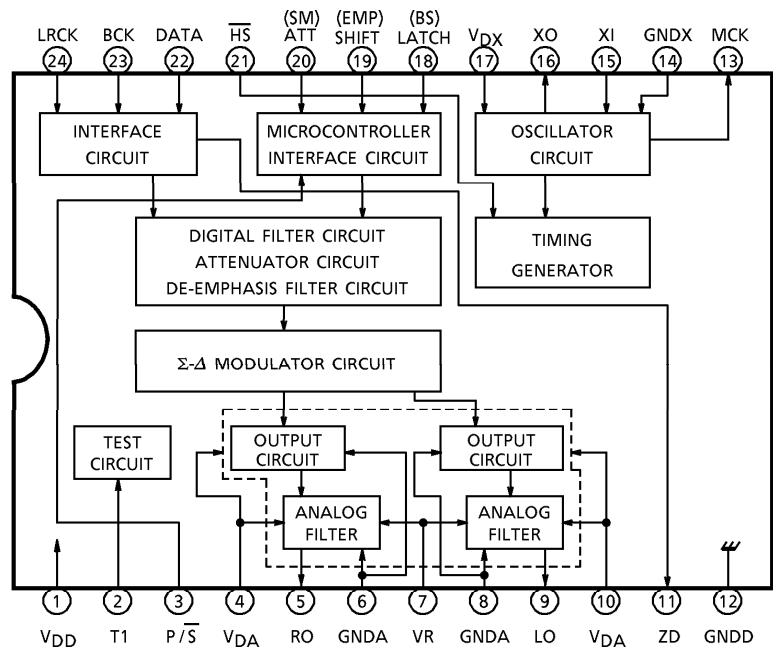 (SM) (EMP) (BS)
LRCK BCK DATA H̅S̅ ATT SHIFT LATCH VDX XO XI GNDX MCK
24 23 22 21 20 19 18 17 16 15 14 13
INTERFACE CIRCUIT
MICROCONTROLLER INTERFACE CIRCUIT
OSCILLATOR CIRCUIT
DIGITAL FILTER CIRCUIT
ATTENUATOR CIRCUIT
DE-EMPHASIS FILTER CIRCUIT
TIMING GENERATOR
Σ-Δ MODULATOR CIRCUIT
TEST CIRCUIT
OUTPUT CIRCUIT
OUTPUT CIRCUIT
ANALOG FILTER
ANALOG FILTER
1 2 3 4 5 6 7 8 9 10 11 12
VDD T1 P/S̅ VDA RO GNDA VR GNDA LO VDA ZD GNDD